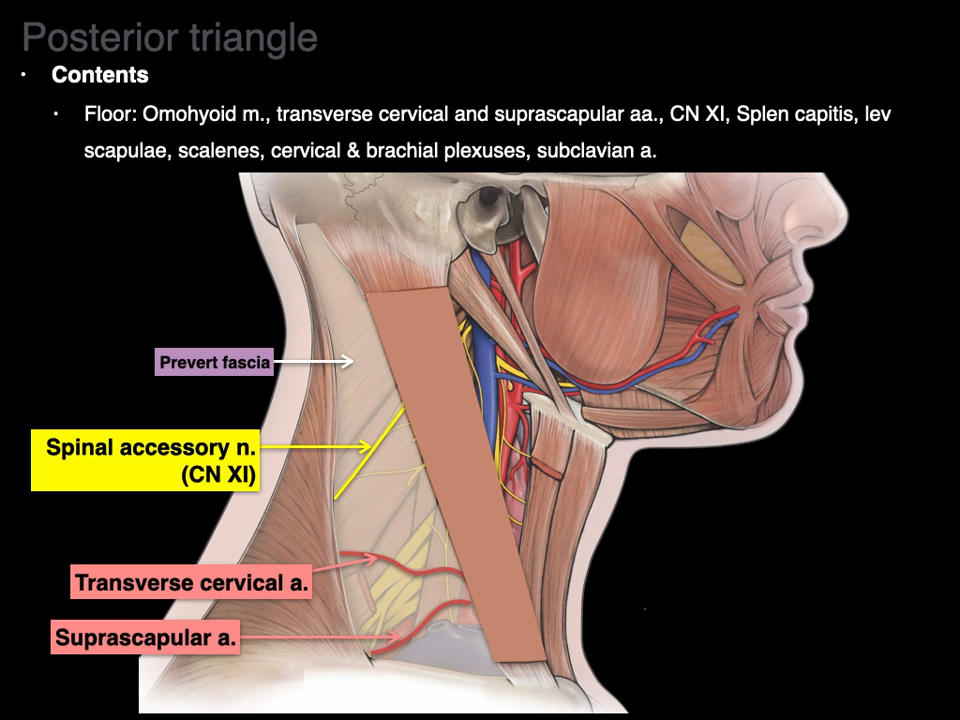 Posterior triangle
• Contents
• Floor: Omohyoid m., transverse cervical and suprascapular aa., CN XI, Splen capitis, lev
scapulae, scalenes, cervical & brachial plexuses, subclavian a.
Prevert fascia
Spinal accessory n.
(CN XI)
Transverse cervical a.
Suprascapular a.